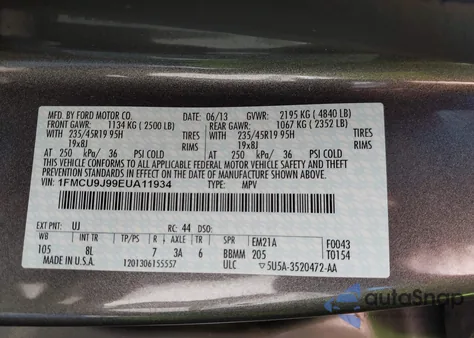 MFD. BY FORD MOTOR CO. 06/13 GVWR: 2195 KG ( 4840 LB)
FRONT GAWR: 1134 KG ( 2500 LB) REAR GAWR: 1067 KG ( 2352 LB)
WITH 235/45R19 95H TIRES WITH 235/45R19 95H TIRES
19x8J RIMS 19x8J RIMS
AT 250 kPa/ 36 PSI COLD AT 250 kPa/ 36 PSI COLD
THIS VEHICLE CONFORMS TO ALL APPLICABLE FEDERAL MOTOR VEHICLE SAFETY AND THEFT
PREVENTION STANDARDS IN EFFECT ON THE DATE OF MANUFACTURE SHOWN ABOVE.
VIN: 1FMCU9J99EUA11934 TYPE: MPV
EXT PNT: UJ RC: 44 DSO:
WB INT TR TP/PS R AXLE TR SPR EM21A F0043
105 8L 7 3A 6 BBMM 205 T0154
MADE IN U.S.A. 1201306155557 ULC 5U5A-3520472-AA
autoSnap